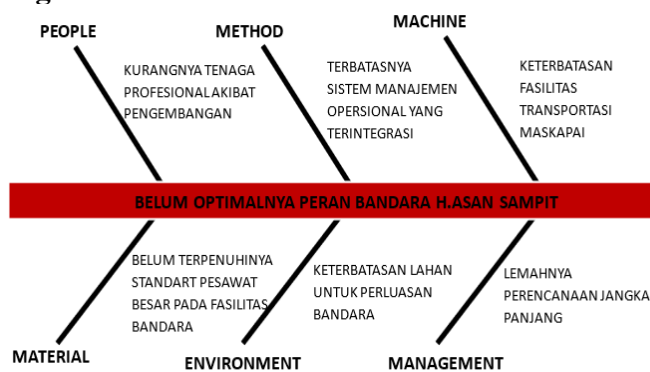 PEOPLE
METHOD
MACHINE
KURANGNYA TENAGA
PROFESIONAL AKIBAT
PENGEMBANGAN
TERBATASNYA
SISTEM MANAJEMEN
OPERSIONAL YANG
TERINTEGRASI
KETERBATASAN
FASILITAS
TRANSPORTASI
MASKAPAI
BELUM OPTIMALNYA PERAN BANDARA H.ASAN SAMPIT
BELUM TERPENUHINYA
STANDART PESAWAT
BESAR PADA FASILITAS
BANDARA
KETERBATASAN LAHAN
UNTUK PERLUASAN
BANDARA
LEMAHNYA
PERENCANAAN JANGKA
PANJANG
MATERIAL
ENVIRONMENT
MANAGEMENT